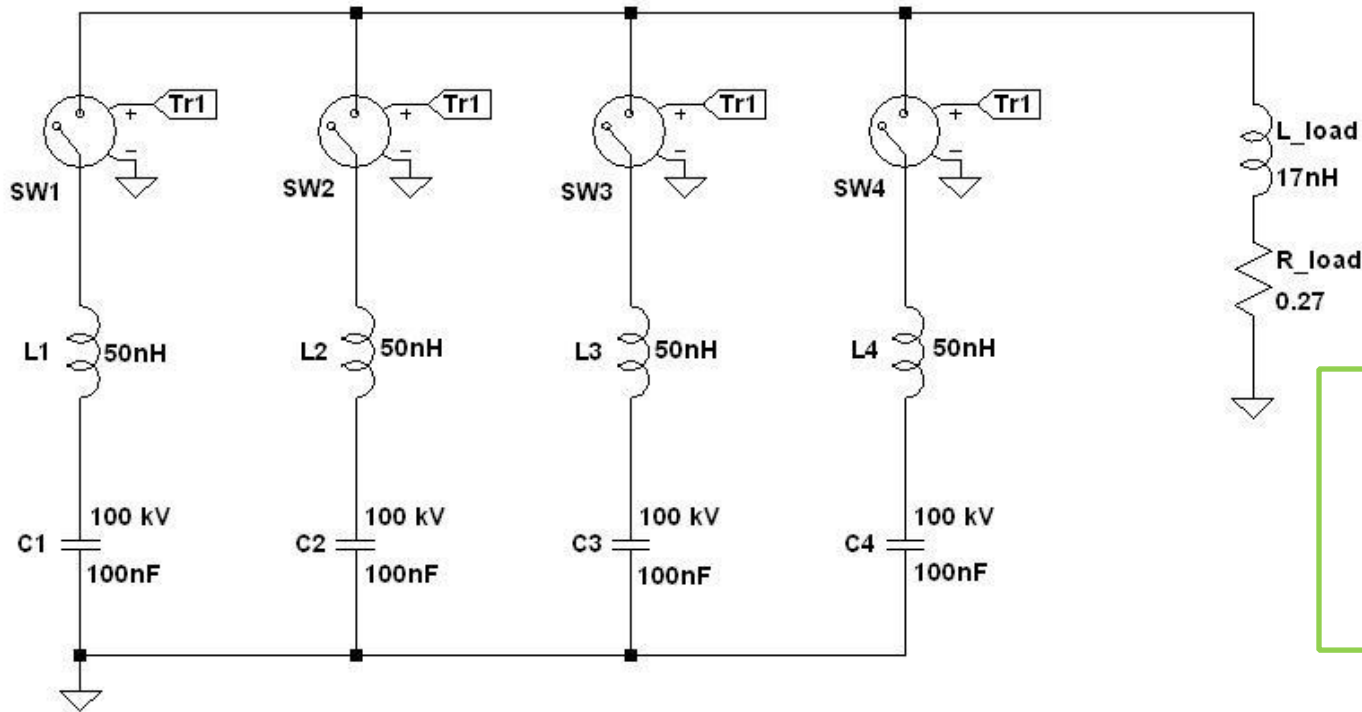 Tr1 Tr1 Tr1 Tr1
+ + + +
− − − −
SW1 SW2 SW3 SW4
L_load
17nH
R_load
0.27
L1 50nH L2 50nH L3 50nH L4 50nH
100 kV 100 kV 100 kV 100 kV
C1 C2 C3 C4
100nF 100nF 100nF 100nF